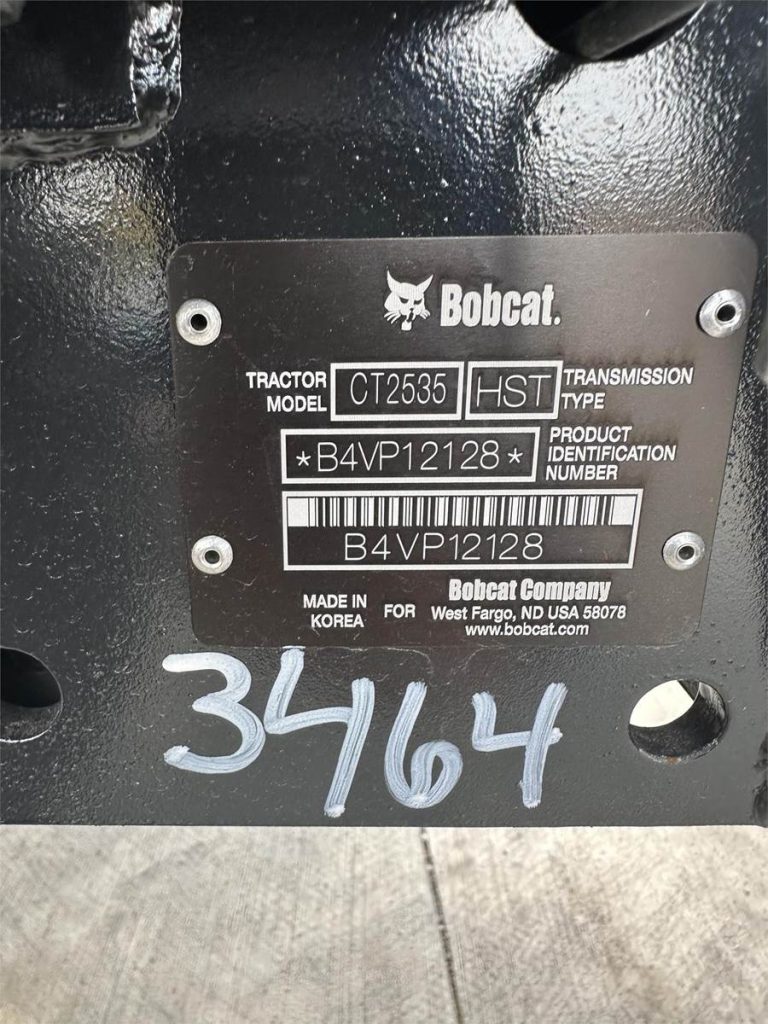 Bobcat.
TRACTOR MODEL CT2535 HST TRANSMISSION TYPE
*B4VP12128* PRODUCT IDENTIFICATION NUMBER
B4VP12128
MADE IN KOREA FOR Bobcat Company
West Fargo, ND USA 58078
www.bobcat.com
3464